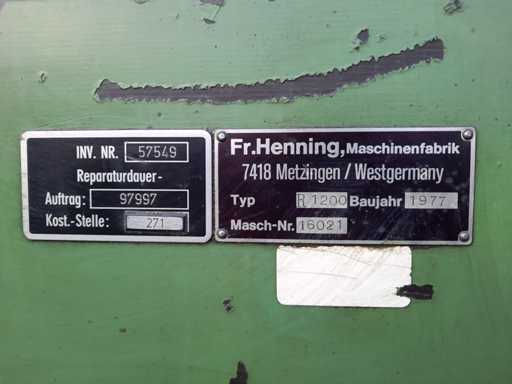 INV. NR. 57549
Reparaturdauer-
Auftrag: 97997
Kost.-Stelle: 271
Fr.Henning, Maschinenfabrik
7418 Metzingen / Westgermany
Typ R 1200 Baujahr 1977
Masch-Nr. 16021